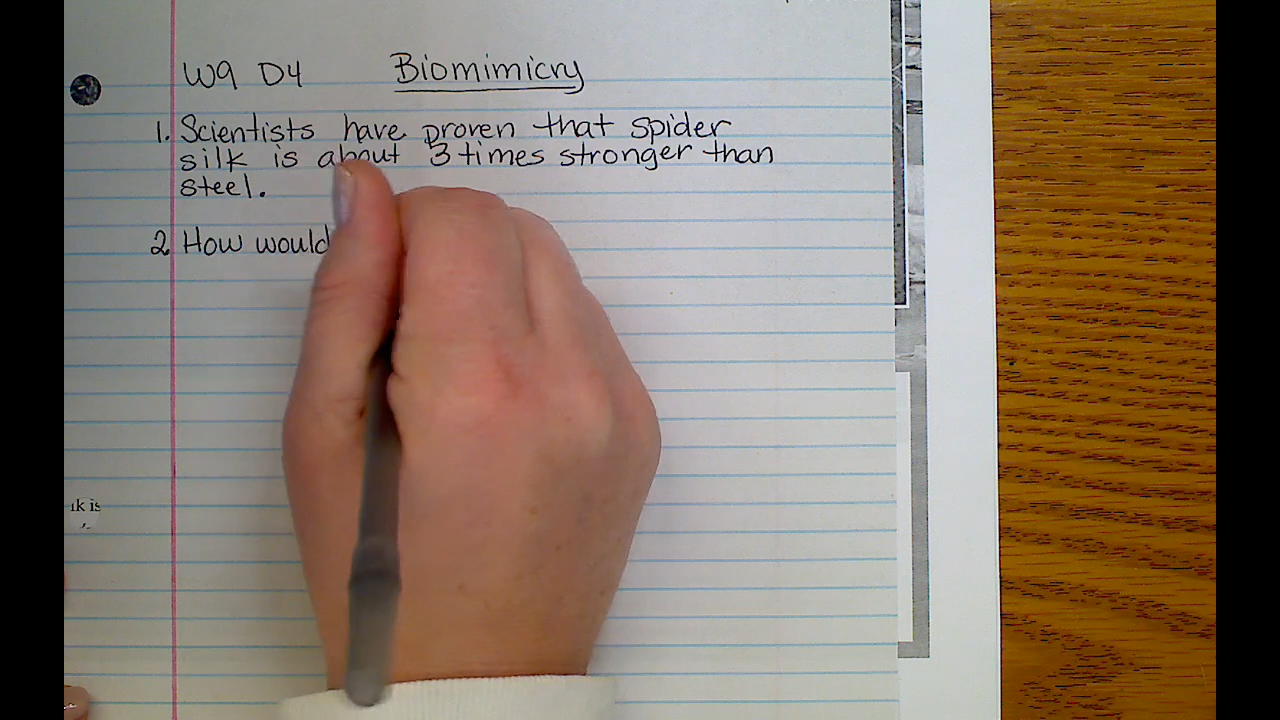 W9 D4 Biomimicry
1. Scientists have proven that spider
silk is about 3 times stronger than
steel.
2 How would